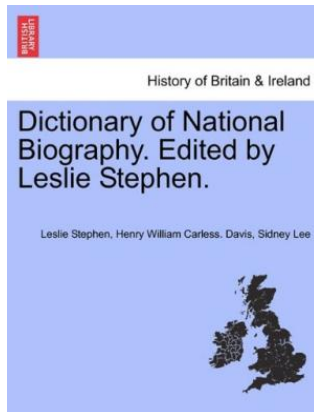 BRITISH
LIBRARY
History of Britain & Ireland
Dictionary of National
Biography. Edited by
Leslie Stephen.
Leslie Stephen, Henry William Carless. Davis, Sidney Lee